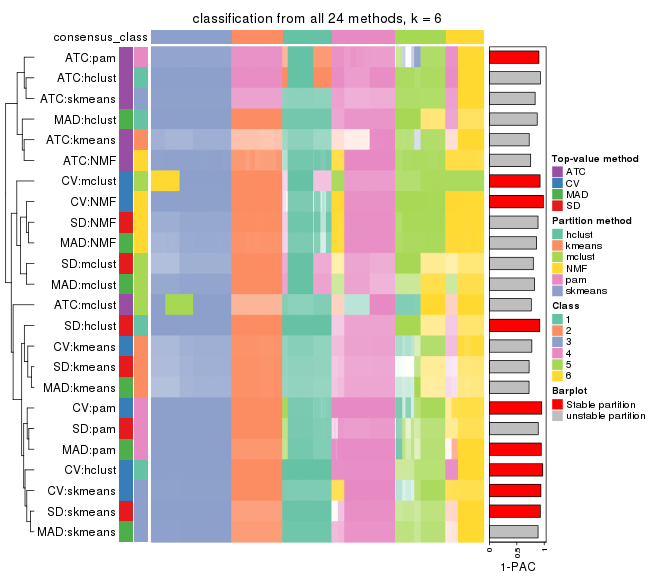 classification from all 24 methods, k = 6
consensus_class
ATC:pam
ATC:hclust
ATC:skmeans
MAD:hclust
ATC:kmeans
ATC:NMF
CV:mclust
CV:NMF
SD:NMF
MAD:NMF
SD:mclust
MAD:mclust
ATC:mclust
SD:hclust
CV:kmeans
SD:kmeans
MAD:kmeans
CV:pam
SD:pam
MAD:pam
CV:hclust
CV:skmeans
SD:skmeans
MAD:skmeans
0
0.5
1
1-PAC
Top-value method
ATC
CV
MAD
SD
Partition method
hclust
kmeans
mclust
NMF
pam
skmeans
Class
1
2
3
4
5
6
Barplot
Stable partition
unstable partition